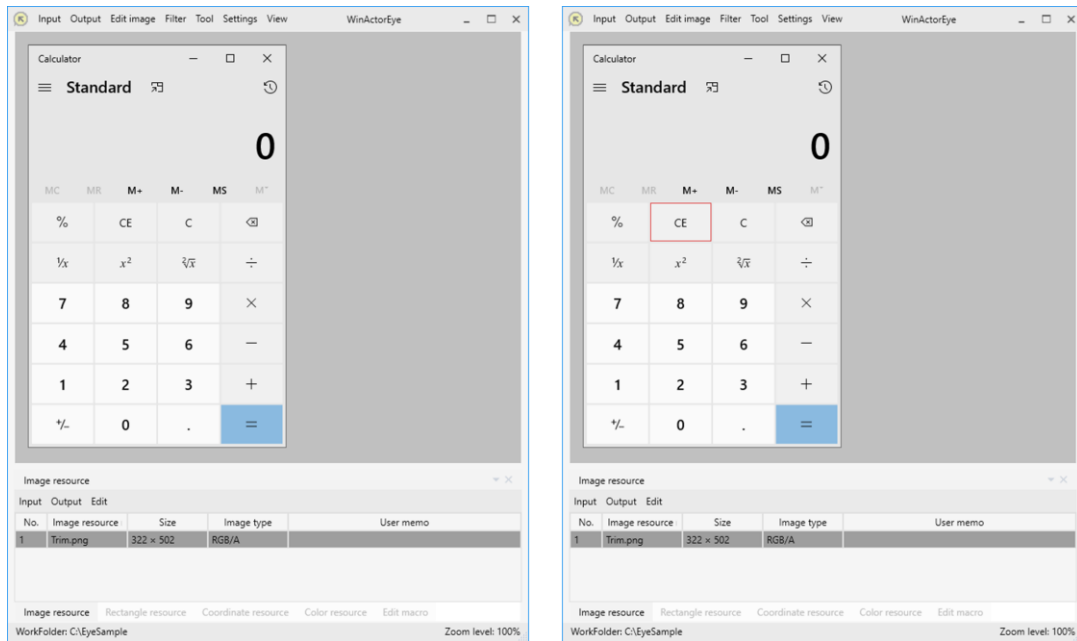 Input Output Edit image Filter Tool Settings View WinActorEye
Calculator
Standard
0
MC MR M+ M- MS M˅
% CE C
¹/x x² ²√x ÷
7 8 9 ×
4 5 6 −
1 2 3 +
+/− 0 . =
Image resource
Input Output Edit
No. Image resource Size Image type User memo
1 Trim.png 322 × 502 RGB/A
Image resource Rectangle resource Coordinate resource Color resource Edit macro
WorkFolder: C:\EyeSample Zoom level: 100%
Input Output Edit image Filter Tool Settings View WinActorEye
Calculator
Standard
0
MC MR M+ M- MS M˅
% CE C
¹/x x² ²√x ÷
7 8 9 ×
4 5 6 −
1 2 3 +
+/− 0 . =
Image resource
Input Output Edit
No. Image resource Size Image type User memo
1 Trim.png 322 × 502 RGB/A
Image resource Rectangle resource Coordinate resource Color resource Edit macro
WorkFolder: C:\EyeSample Zoom level: 100%